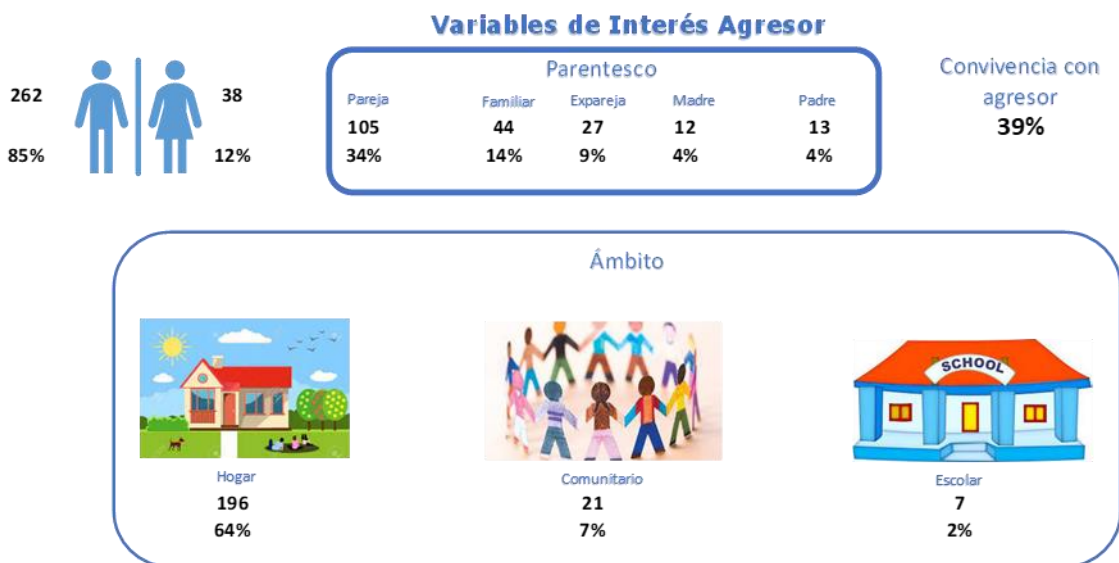 Variables de Interés Agresor
262
38
85%
12%
Parentesco
Pareja Familiar Expareja Madre Padre
105 44 27 12 13
34% 14% 9% 4% 4%
Convivencia con
agresor
39%
Ámbito
SCHOOL
Hogar Comunitario Escolar
196 21 7
64% 7% 2%